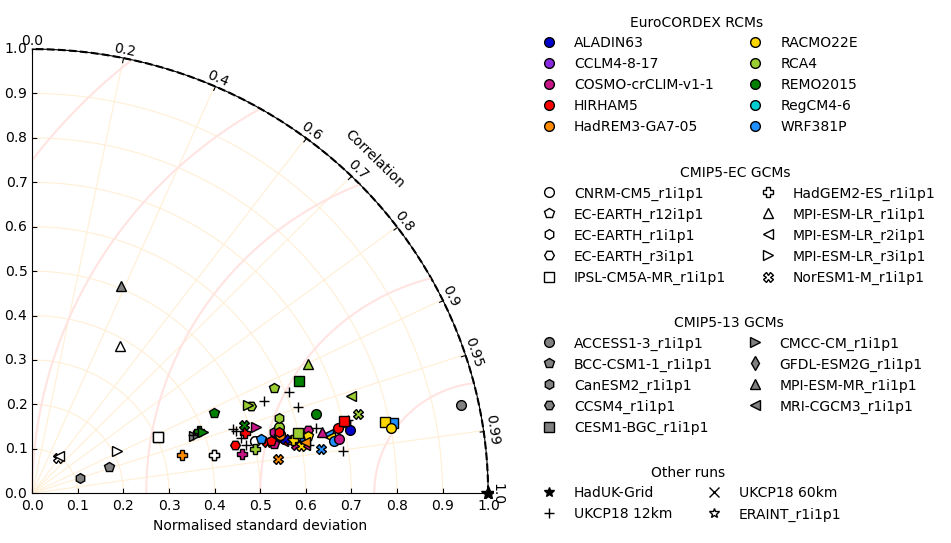 EuroCORDEX RCMs
ALADIN63 RACMO22E
CCLM4-8-17 RCA4
COSMO-crCLIM-v1-1 REMO2015
HIRHAM5 RegCM4-6
HadREM3-GA7-05 WRF381P
CMIP5-EC GCMs
CNRM-CM5_r1i1p1 HadGEM2-ES_r1i1p1
EC-EARTH_r12i1p1 MPI-ESM-LR_r1i1p1
EC-EARTH_r1i1p1 MPI-ESM-LR_r2i1p1
EC-EARTH_r3i1p1 MPI-ESM-LR_r3i1p1
IPSL-CM5A-MR_r1i1p1 NorESM1-M_r1i1p1
CMIP5-13 GCMs
ACCESS1-3_r1i1p1 CMCC-CM_r1i1p1
BCC-CSM1-1_r1i1p1 GFDL-ESM2G_r1i1p1
CanESM2_r1i1p1 MPI-ESM-MR_r1i1p1
CCSM4_r1i1p1 MRI-CGCM3_r1i1p1
CESM1-BGC_r1i1p1
Other runs
HadUK-Grid UKCP18 60km
UKCP18 12km ERAINT_r1i1p1
0.0
0.2
0.4
0.6
Correlation
0.7
0.8
0.9
0.95
0.99
1.0
1.0
0.9
0.8
0.7
0.6
0.5
0.4
0.3
0.2
0.1
0.0
0.0 0.1 0.2 0.3 0.4 0.5 0.6 0.7 0.8 0.9 1.0
Normalised standard deviation